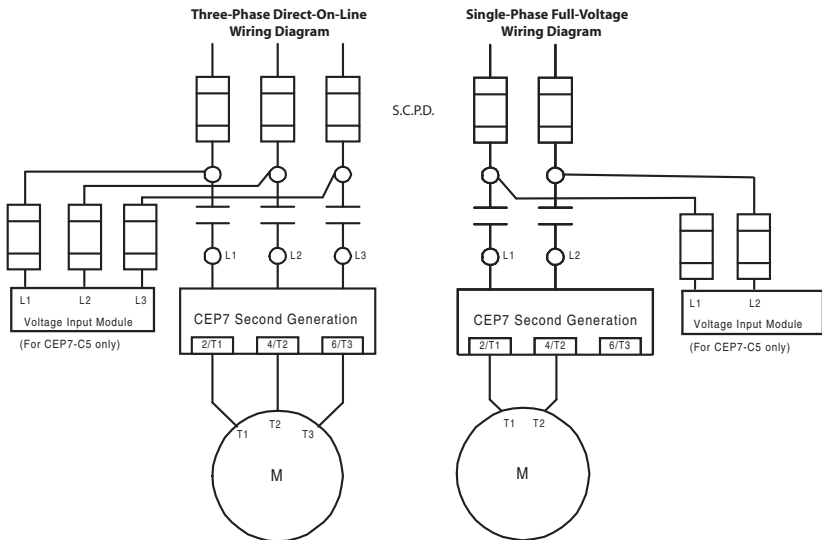 Three-Phase Direct-On-Line
Wiring Diagram
Single-Phase Full-Voltage
Wiring Diagram
S.C.P.D.
L1
L2
L3
L1
L2
L1
L2
L3
Voltage Input Module
(For CEP7-C5 only)
CEP7 Second Generation
2/T1
4/T2
6/T3
CEP7 Second Generation
2/T1
4/T2
6/T3
L1
L2
Voltage Input Module
(For CEP7-C5 only)
T1
T2
T3
M
T1
T2
M